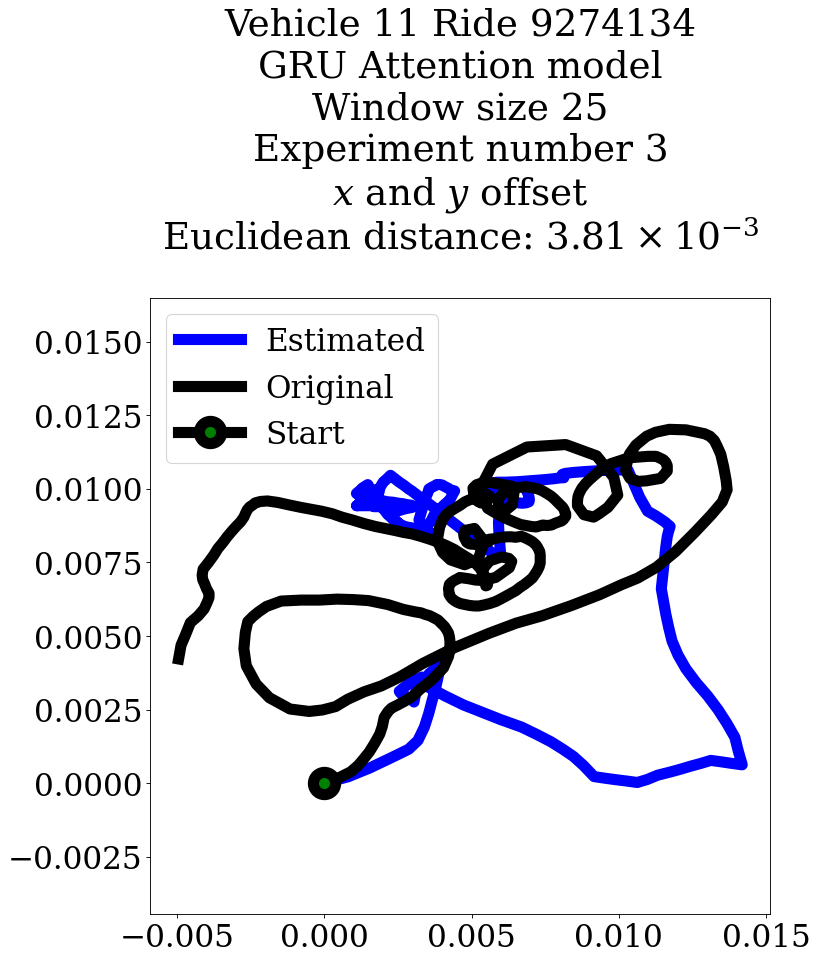 Vehicle 11 Ride 9274134
GRU Attention model
Window size 25
Experiment number 3
x and y offset
Euclidean distance: 3.81 × 10⁻³
Estimated
Original
Start
0.0150
0.0125
0.0100
0.0075
0.0050
0.0025
0.0000
−0.0025
−0.005 0.000 0.005 0.010 0.015